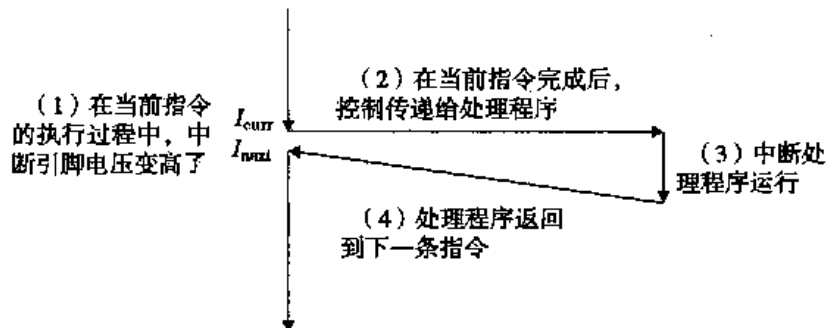 (1)在当前指令
的执行过程中，中
断引脚电压变高了
Icurr
Inext
(2)在当前指令完成后，
控制传递给处理程序
(3)中断处
理程序运行
(4)处理程序返回
到下一条指令